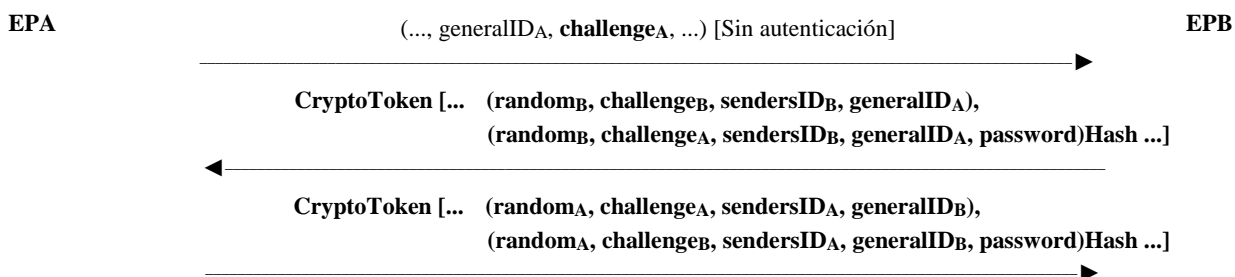 EPA (..., generalIDA, challengeA, ...) [Sin autenticación] EPB
CryptoToken [... (randomB, challengeB, sendersIDB, generalIDA),
(randomB, challengeA, sendersIDB, generalIDA, password)Hash ...]
CryptoToken [... (randomA, challengeA, sendersIDA, generalIDB),
(randomA, challengeB, sendersIDA, generalIDB, password)Hash ...]